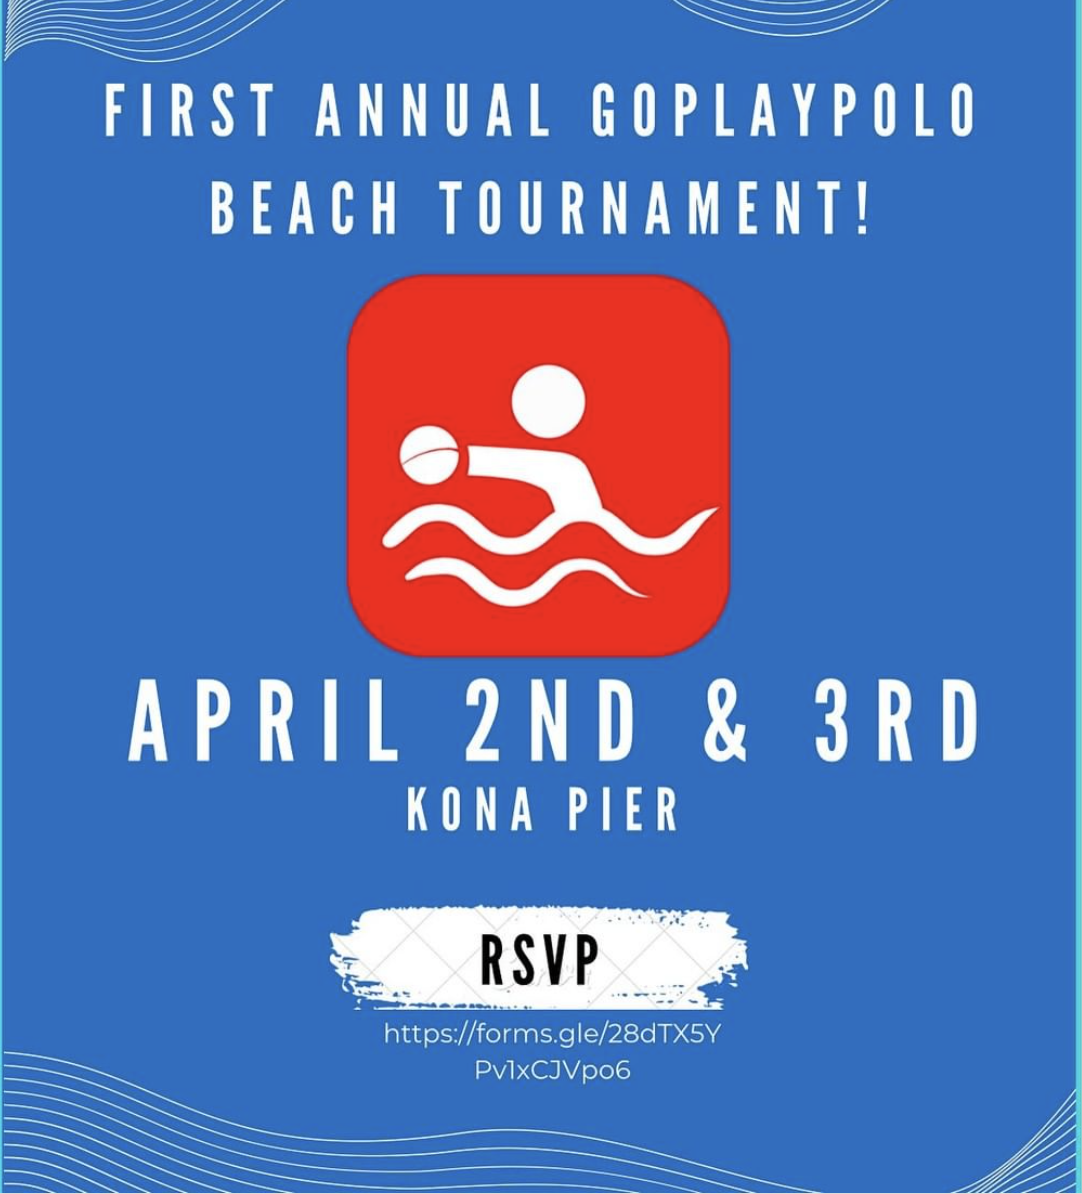 FIRST ANNUAL GOPLAYPOLO
BEACH TOURNAMENT!
APRIL 2ND & 3RD
KONA PIER
RSVP
https://forms.gle/28dTX5Y
Pv1xCJVpo6